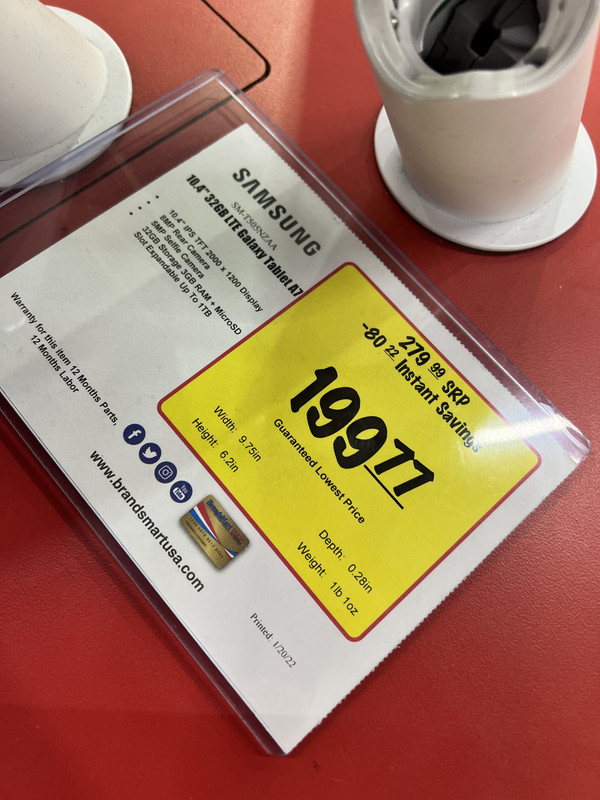 SAMSUNG
SM-T505NZAA
10.4" 32GB LTE Galaxy Tablet A7
10.4" IPS TFT 2000 x 1200 Display
8MP Rear Camera
5MP Selfie Camera
32GB Storage 3GB RAM + MicroSD
Slot Expandable Up To 1TB
279 99 SRP
-80 22 Instant Savings
199 77
Guaranteed Lowest Price
Width: 9.75in
Height: 6.2in
Depth: 0.28in
Weight: 1lb 1oz
Warranty for this item 12 Months Parts,
12 Months Labor
www.brandsmartusa.com
Printed: 1/20/22